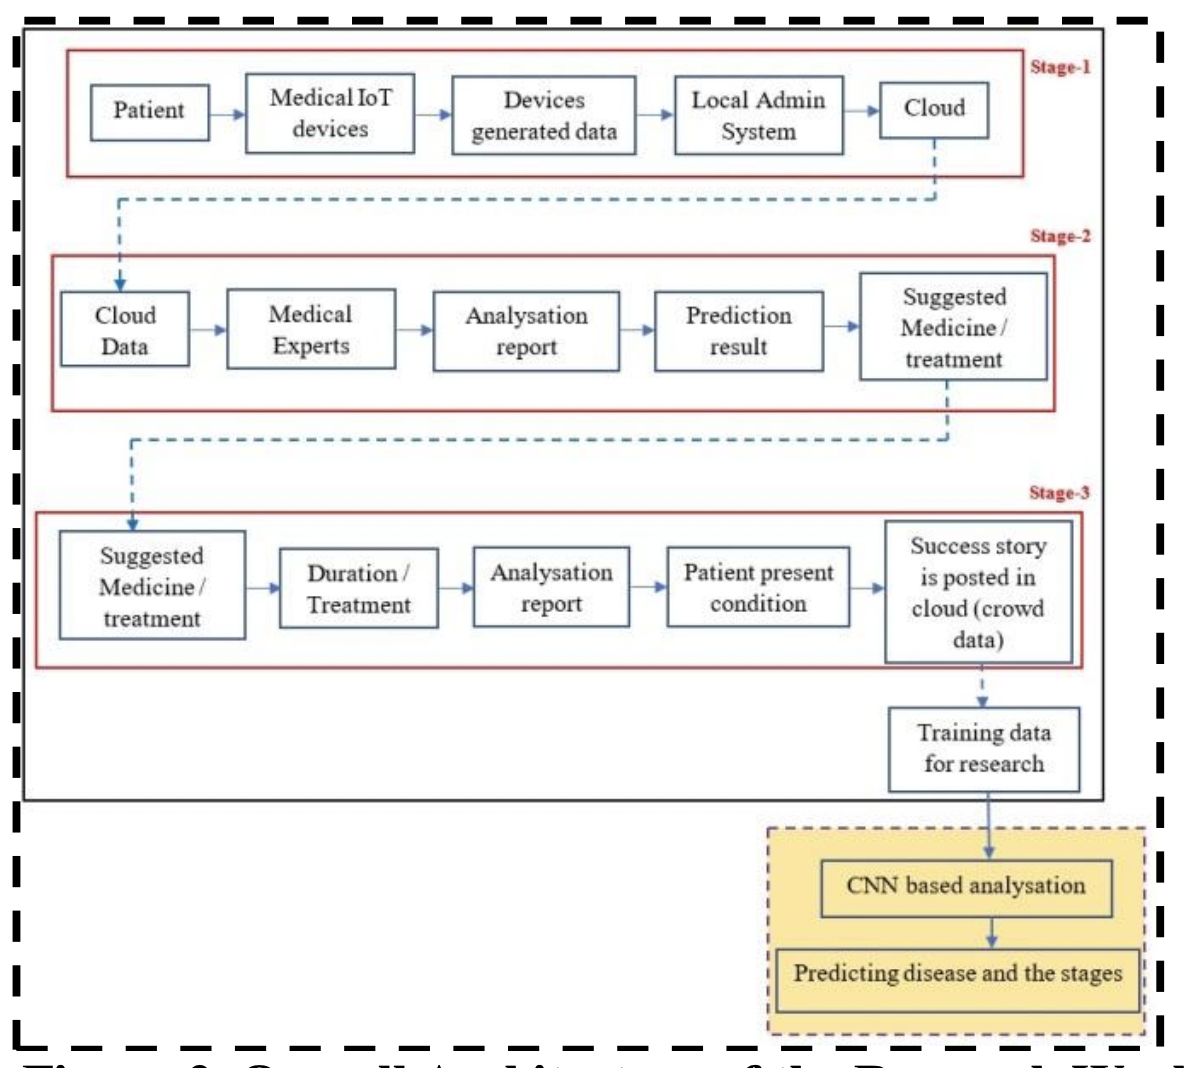 Stage-1
Patient
Medical IoT
devices
Devices
generated data
Local Admin
System
Cloud
Stage-2
Cloud
Data
Medical
Experts
Analysation
report
Prediction
result
Suggested
Medicine /
treatment
Stage-3
Suggested
Medicine /
treatment
Duration /
Treatment
Analysation
report
Patient present
condition
Success story
is posted in
cloud (crowd
data)
Training data
for research
CNN based analysation
Predicting disease and the stages